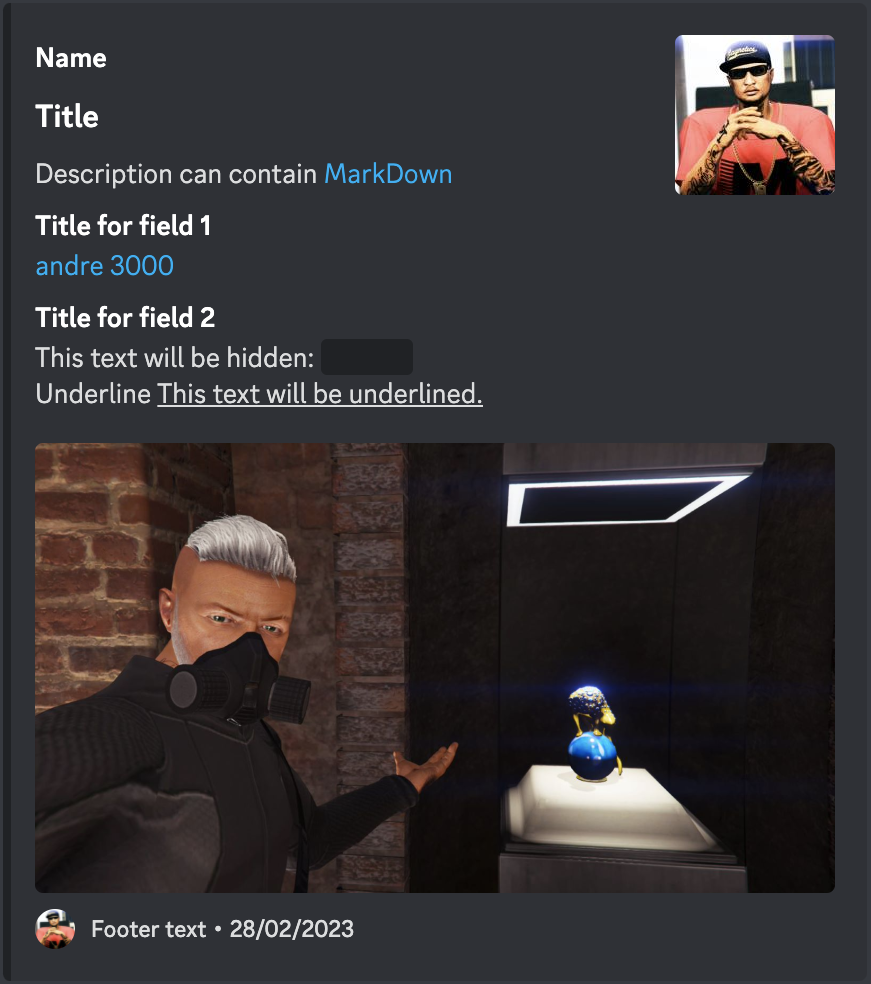 Name
Title
Description can contain MarkDown
Title for field 1
andre 3000
Title for field 2
This text will be hidden:
Underline This text will be underlined.
Footer text • 28/02/2023